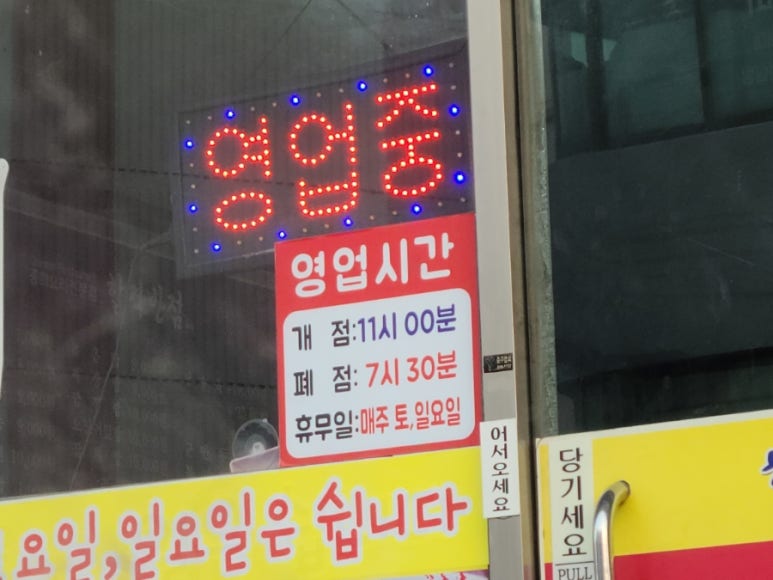 영업중
영업시간
개 점:11시 00분
폐 점:7시 30분
휴무일:매주 토,일요일
어서오세요
요일,일요일은 쉽니다
당기세요
PULL